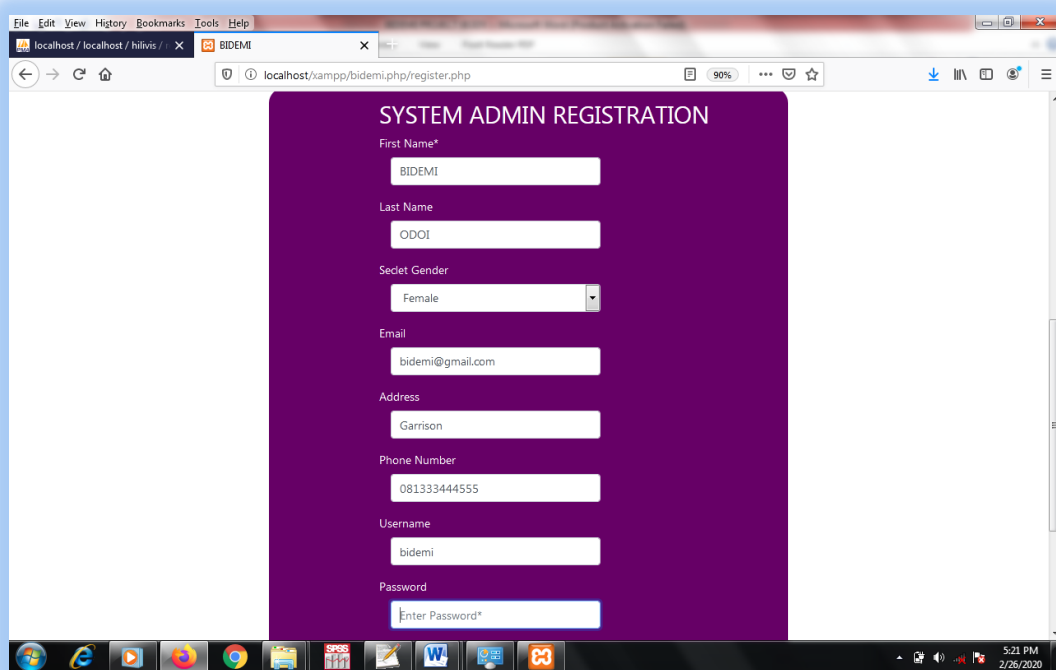 File Edit View History Bookmarks Tools Help
localhost / localhost / hilivis /
BIDEMI
localhost/xampp/bidemi.php/register.php
90%
SYSTEM ADMIN REGISTRATION
First Name*
BIDEMI
Last Name
ODOI
Seclet Gender
Female
Email
bidemi@gmail.com
Address
Garrison
Phone Number
081333444555
Username
bidemi
Password
Enter Password*
SPSS
5:21 PM
2/26/2020